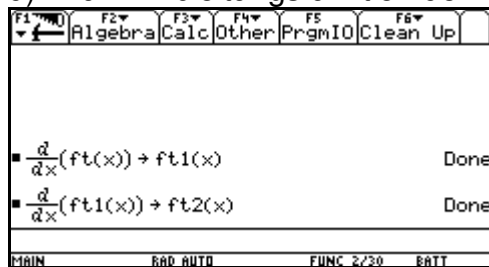 F1 F2 F3 F4 F5 F6
Algebra Calc Other PrgmIO Clean Up
▪ d/dx(ft(x)) → ft1(x) Done
▪ d/dx(ft1(x)) → ft2(x) Done
MAIN RAD AUTO FUNC 2/30 BATT